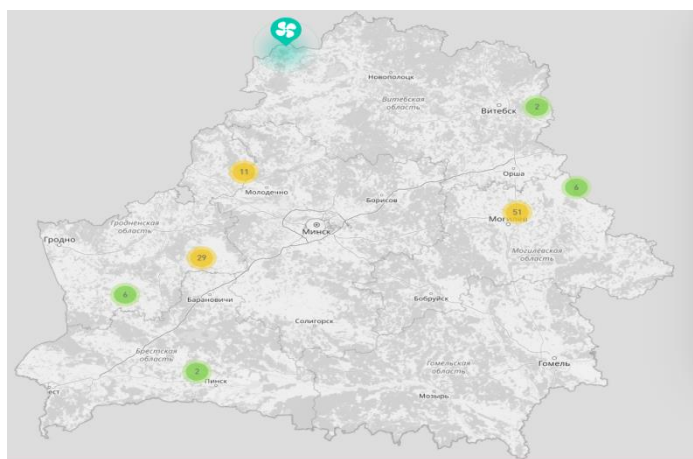 Новополоцк
Витебская
область
Витебск
2
11
Молодечно
Орша
6
Борисов
51
Гродненская
область
Минск
Гродно
Могилевская
область
29
6
Барановичи
Бобруйск
Солигорск
Брестская
область
Гомельская
область
Гомель
2
Пинск
ест
Мозырь